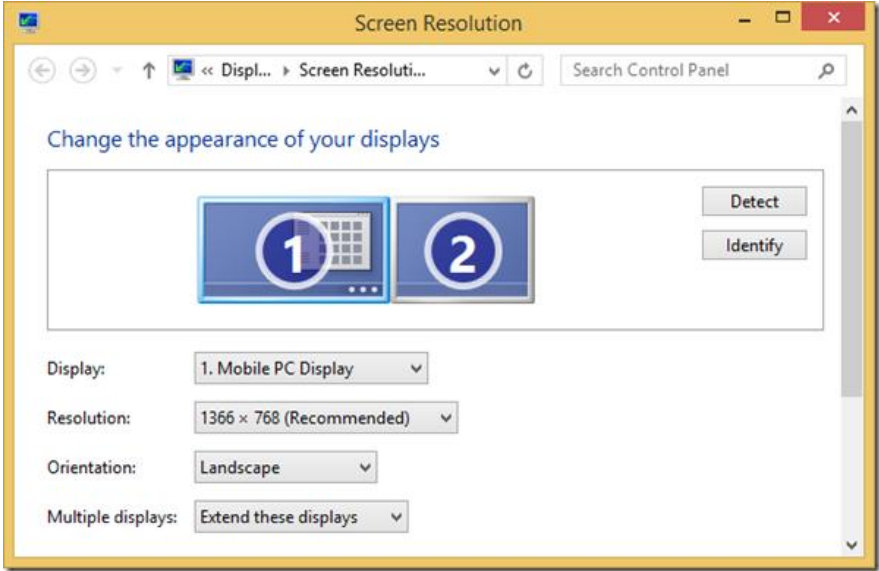 Screen Resolution
« Displ... Screen Resoluti... Search Control Panel
Change the appearance of your displays
1 2
Detect
Identify
Display: 1. Mobile PC Display
Resolution: 1366 × 768 (Recommended)
Orientation: Landscape
Multiple displays: Extend these displays